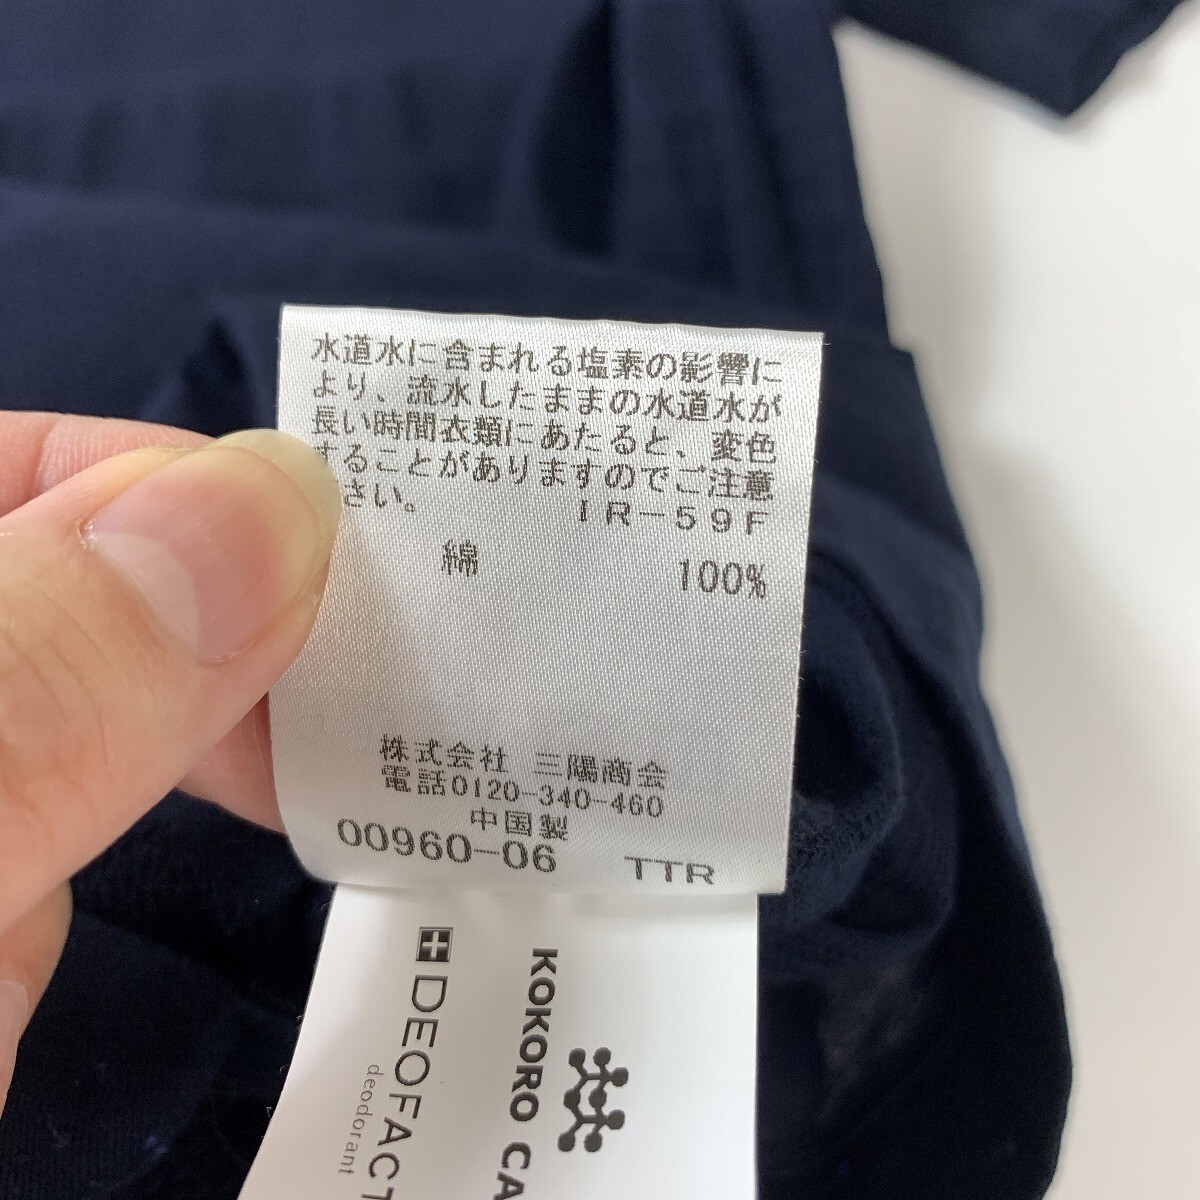 水道水に含まれる塩素の影響に
より、流水したままの水道水が
長い時間衣類にあたると、変色
することがありますのでご注意
さい。 IR-59F
綿 100%
株式会社 三陽商会
電話0120-340-460
中国製
00960-06 TTR
KOKORO CA
DEOFACT
deodorant